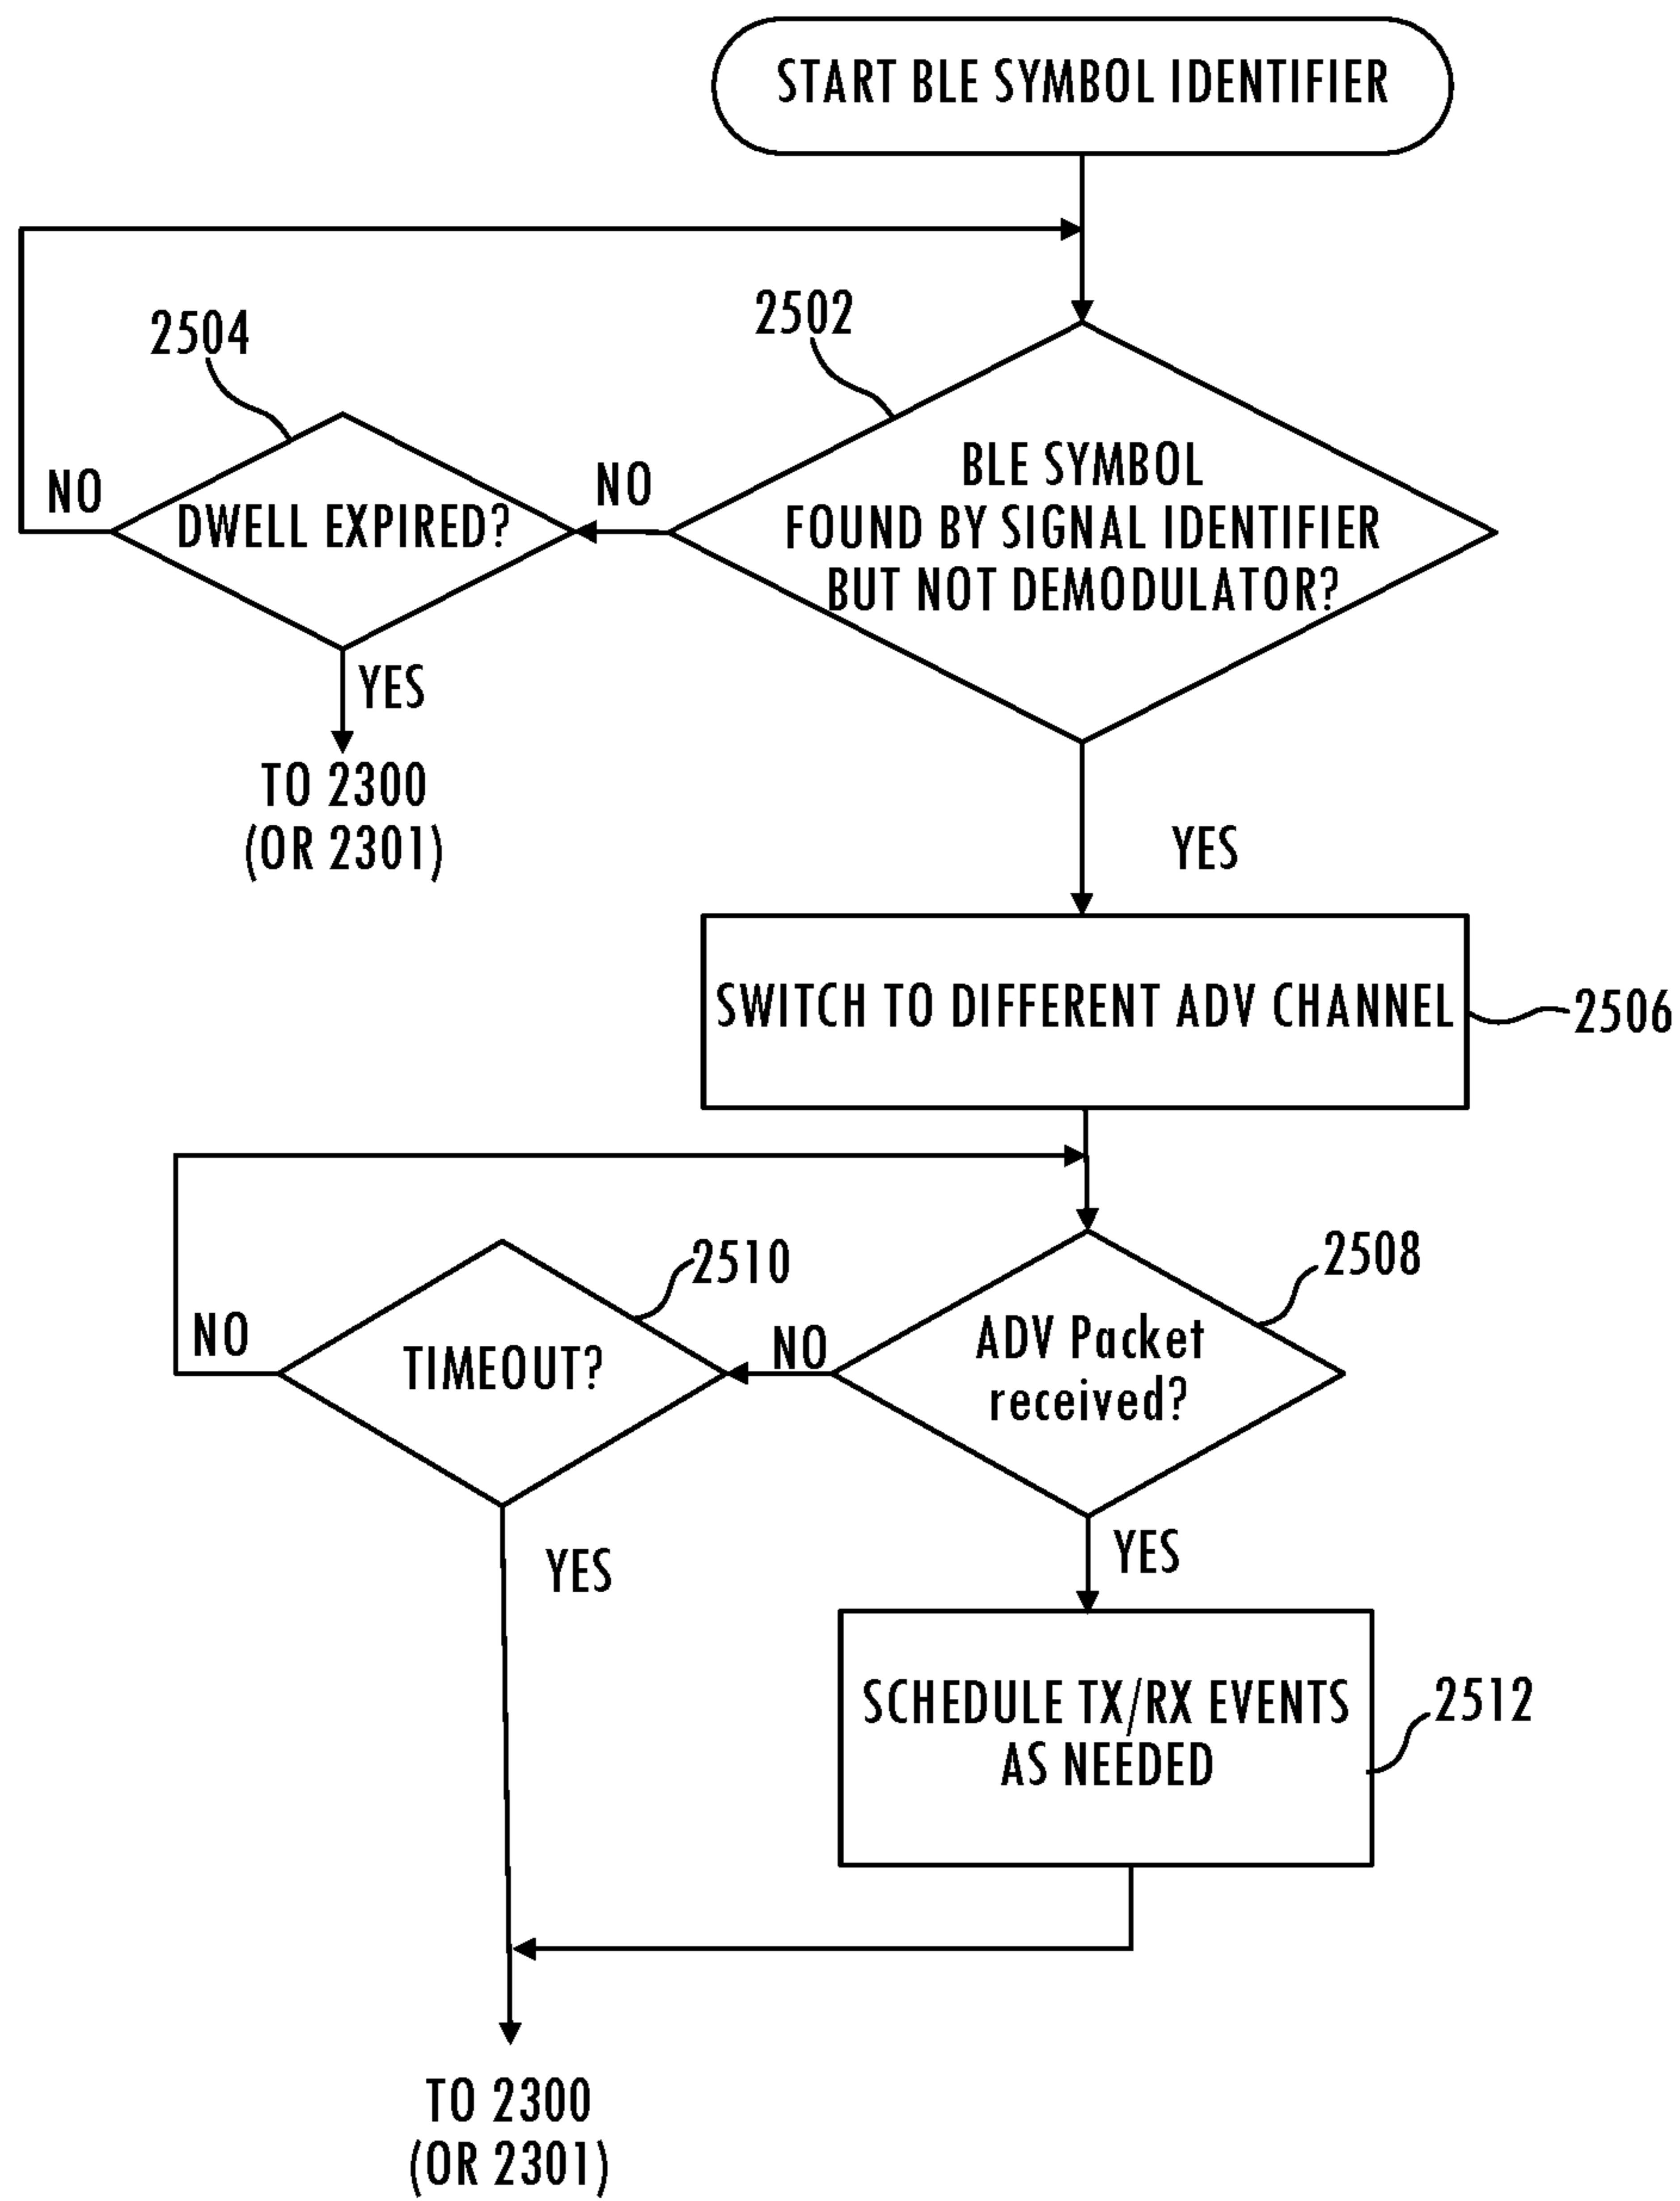 START BLE SYMBOL IDENTIFIER
2502
2504
BLE SYMBOL
FOUND BY SIGNAL IDENTIFIER
BUT NOT DEMODULATOR?
NO
DWELL EXPIRED?
NO
YES
TO 2300
(OR 2301)
YES
SWITCH TO DIFFERENT ADV CHANNEL
2506
2508
2510
ADV Packet
received?
NO
TIMEOUT?
NO
YES
YES
SCHEDULE TX/RX EVENTS
AS NEEDED
2512
TO 2300
(OR 2301)